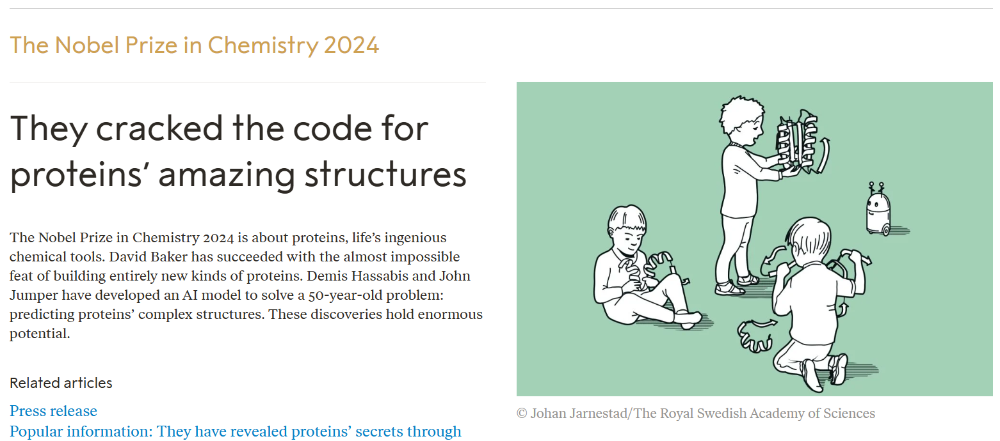 The Nobel Prize in Chemistry 2024
They cracked the code for
proteins’ amazing structures
The Nobel Prize in Chemistry 2024 is about proteins, life’s ingenious
chemical tools. David Baker has succeeded with the almost impossible
feat of building entirely new kinds of proteins. Demis Hassabis and John
Jumper have developed an AI model to solve a 50-year-old problem:
predicting proteins’ complex structures. These discoveries hold enormous
potential.
Related articles
Press release
Popular information: They have revealed proteins’ secrets through
© Johan Jarnestad/The Royal Swedish Academy of Sciences